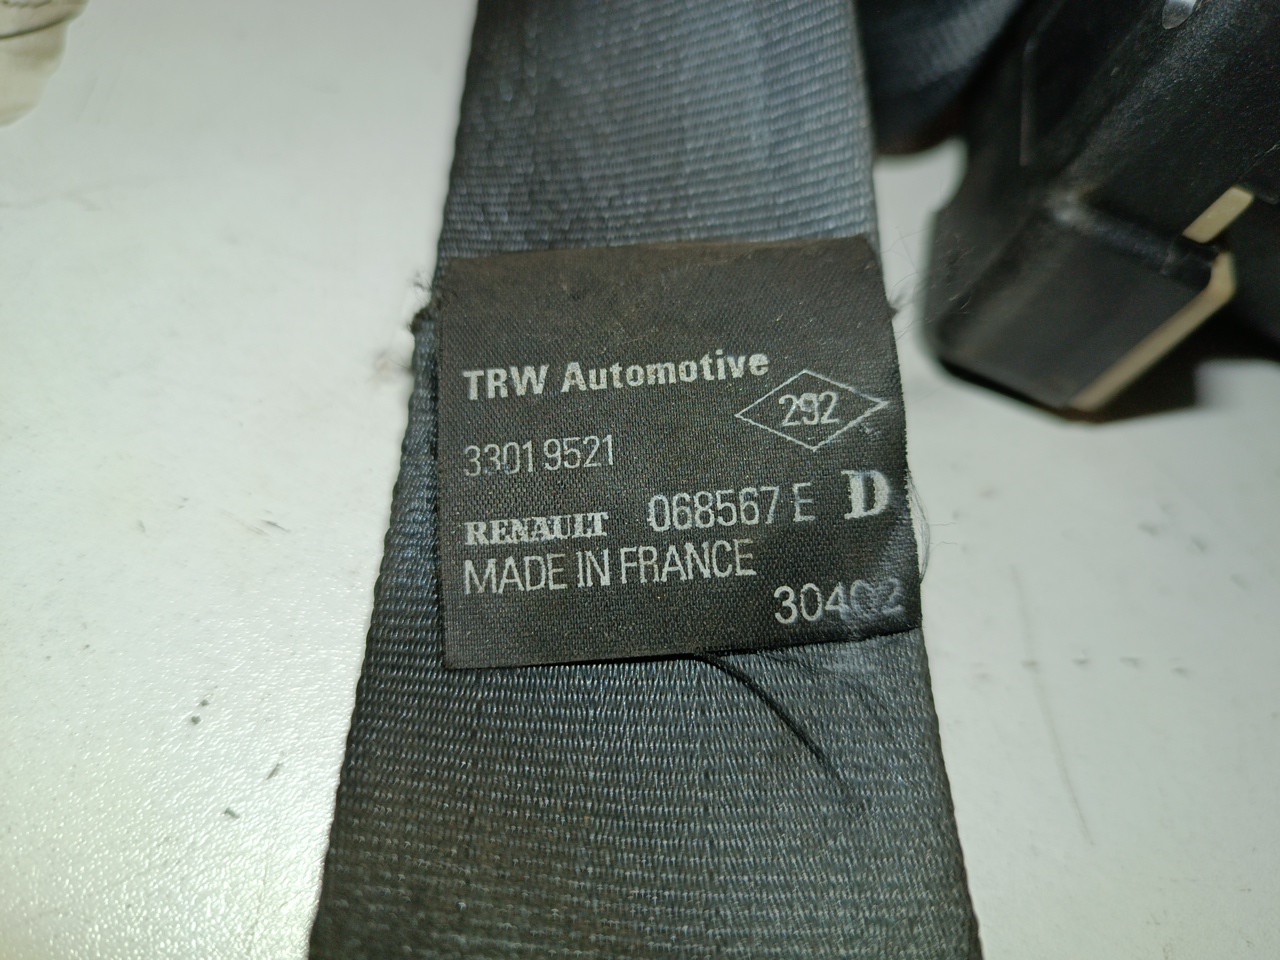 TRW Automotive
292
33019521
RENAULT 068567 E D
MADE IN FRANCE
30402